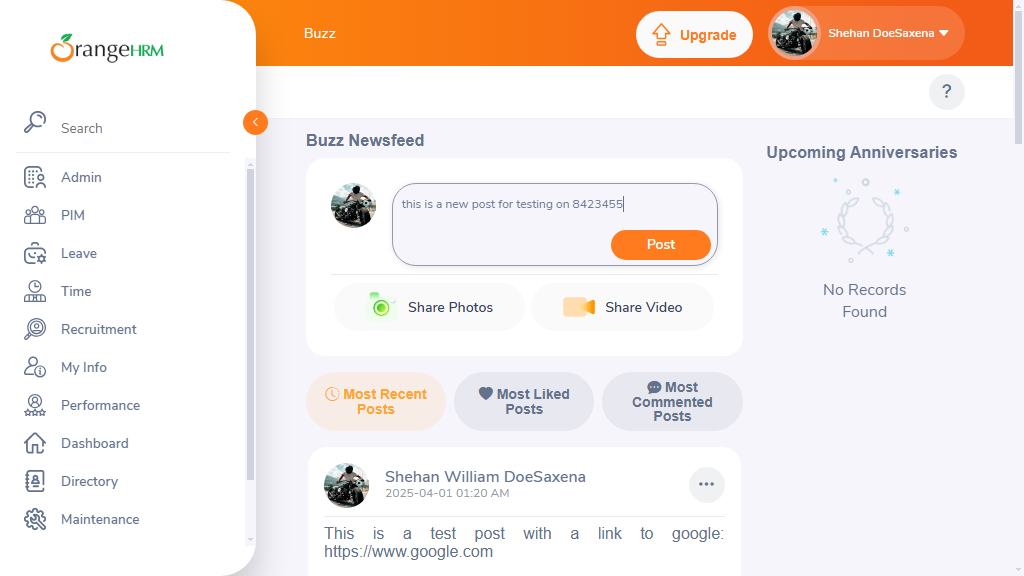 OrangeHRM
Search
Admin
PIM
Leave
Time
Recruitment
My Info
Performance
Dashboard
Directory
Maintenance
Buzz
Upgrade
Shehan DoeSaxena
?
Buzz Newsfeed
this is a new post for testing on 8423455
Post
Share Photos
Share Video
Most Recent
Posts
Most Liked
Posts
Most
Commented
Posts
Shehan William DoeSaxena
2025-04-01 01:20 AM
This is a test post with a link to google:
https://www.google.com
Upcoming Anniversaries
No Records
Found